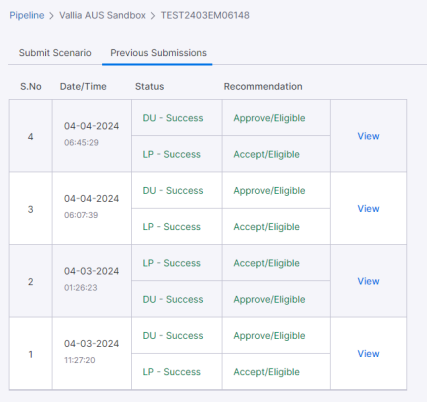 Pipeline > Vallia AUS Sandbox > TEST2403EM06148
Submit Scenario Previous Submissions
S.No Date/Time Status Recommendation
4 04-04-2024 06:45:29 DU - Success Approve/Eligible View
LP - Success Accept/Eligible
3 04-04-2024 06:07:39 DU - Success Approve/Eligible View
LP - Success Accept/Eligible
2 04-03-2024 01:26:23 LP - Success Accept/Eligible View
DU - Success Approve/Eligible
1 04-03-2024 11:27:20 DU - Success Approve/Eligible View
LP - Success Accept/Eligible